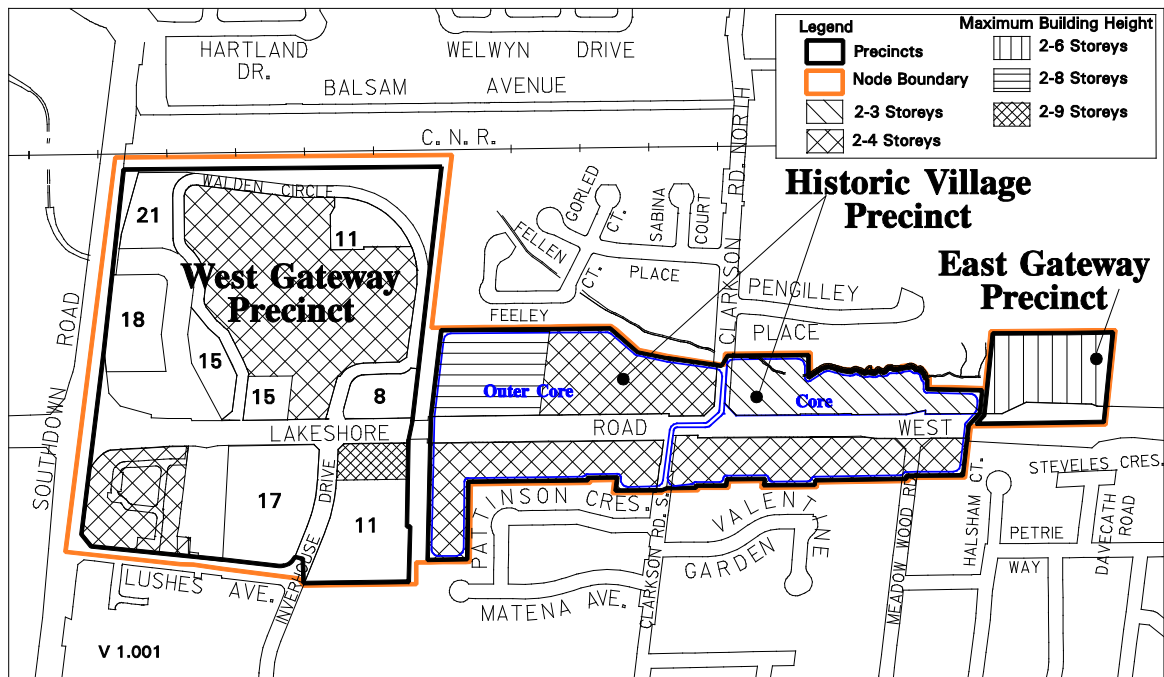 HARTLAND
DR.
WELWYN DRIVE
BALSAM AVENUE
C.N.R.
Legend
Precincts
Node Boundary
2-3 Storeys
2-4 Storeys
Maximum Building Height
2-6 Storeys
2-8 Storeys
2-9 Storeys
Historic Village
Precinct
East Gateway
Precinct
West Gateway
Precinct
WALDEN CIRCLE
21
11
18
15
15
8
17
11
SOUTHDOWN ROAD
GORLED CT.
SABINA COURT
FELLEN CT.
PLACE
FEELEY
CLARKSON RD. NORTH
PENGILLEY
PLACE
Outer Core
Core
LAKESHORE ROAD WEST
INVERHOUSE DRIVE
LUSHES AVE.
PATT INSON CRES.
MATENA AVE.
CLARKSON RD. S.
VALENT INE
GARDEN
MEADOW WOOD RD.
HALSHAM CT.
STEVELES CRES.
PETRIE
WAY
DAVECATH
ROAD
V 1.001